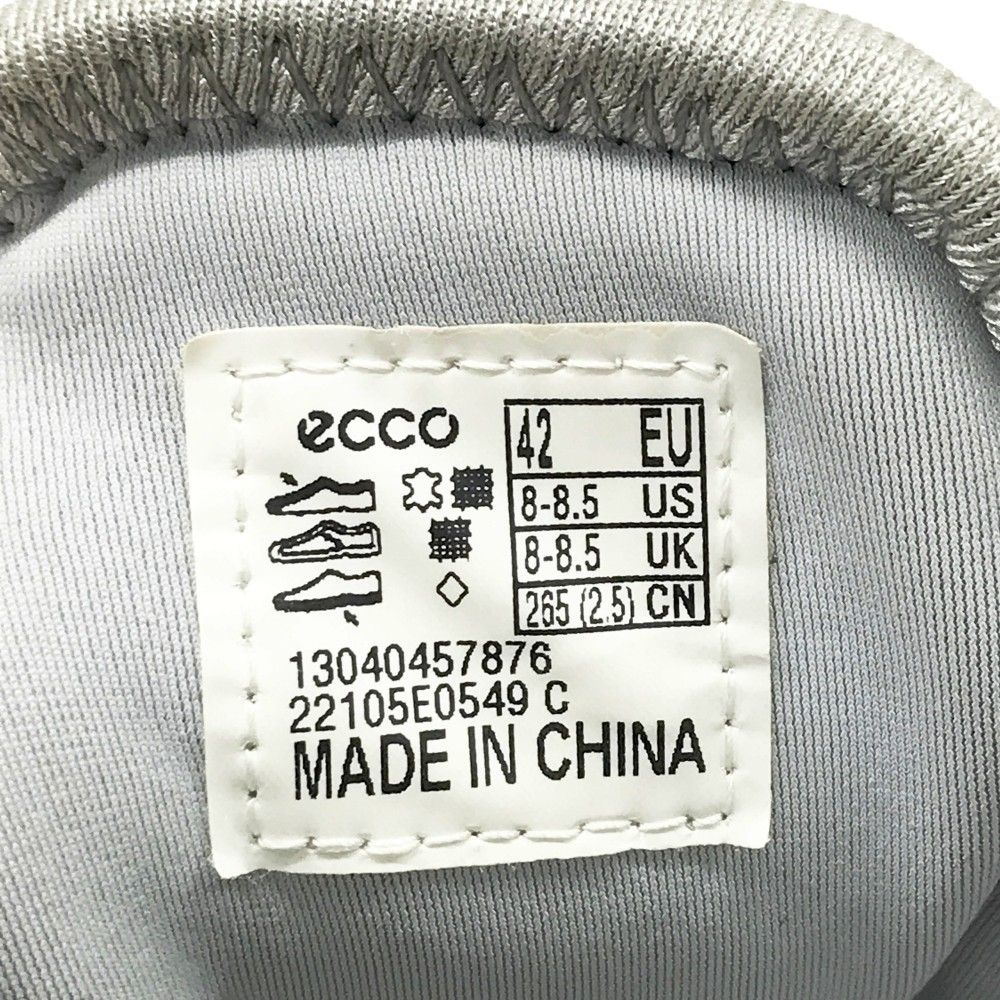 ecco
42 EU
8-8.5 US
8-8.5 UK
265 (2.5) CN
13040457876
22105E0549 C
MADE IN CHINA